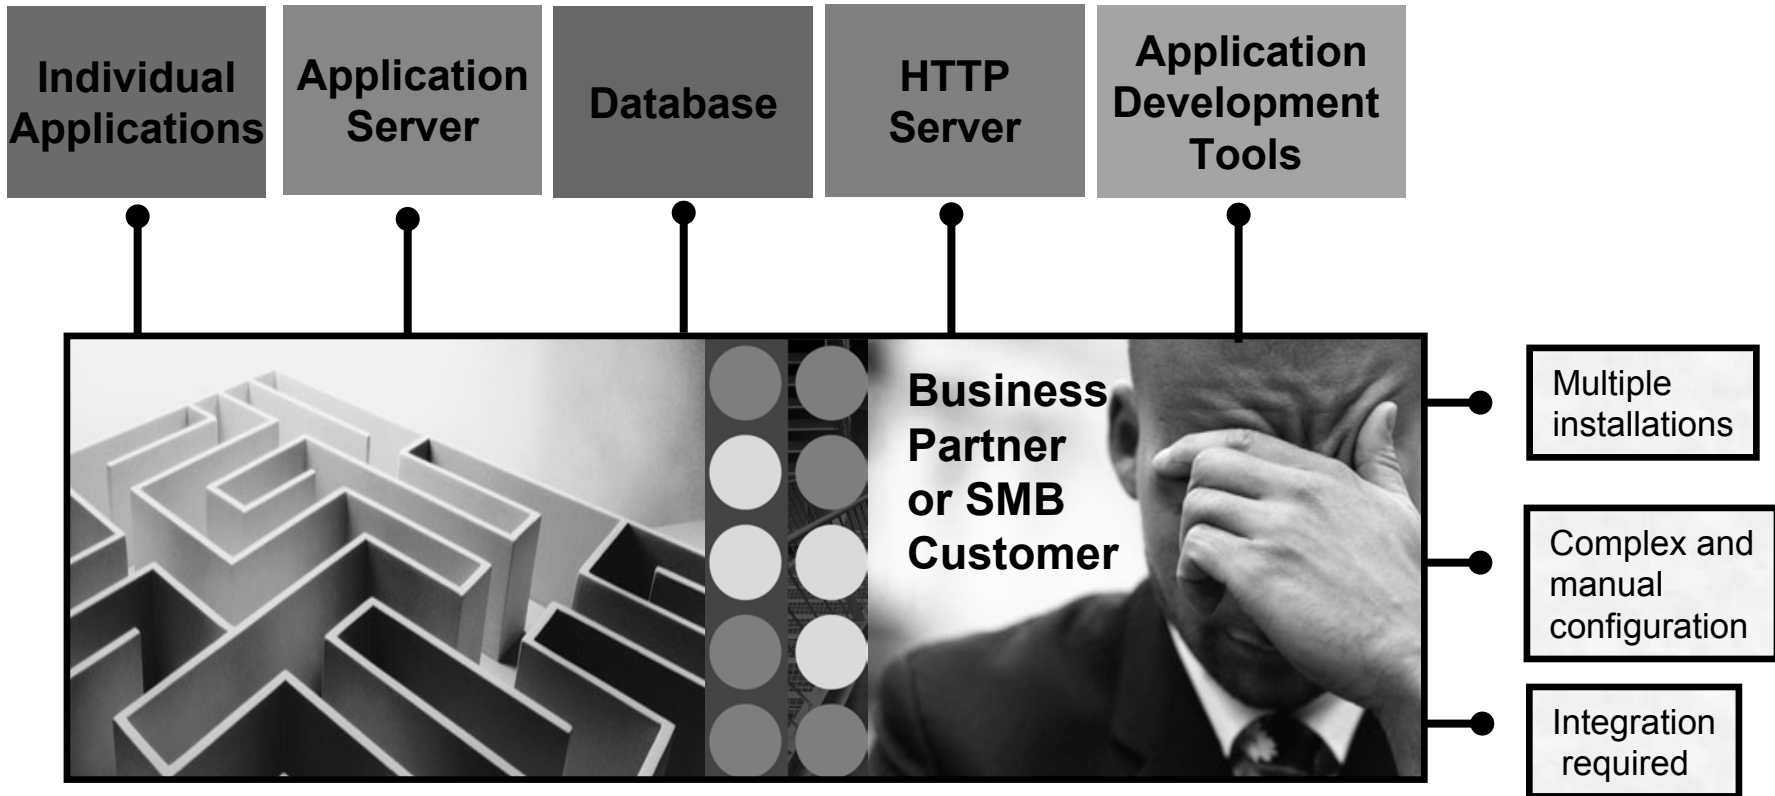 Individual
Applications
Application
Server
Database
HTTP
Server
Application
Development
Tools
Business
Partner
or SMB
Customer
Multiple
installations
Complex and
manual
configuration
Integration
required